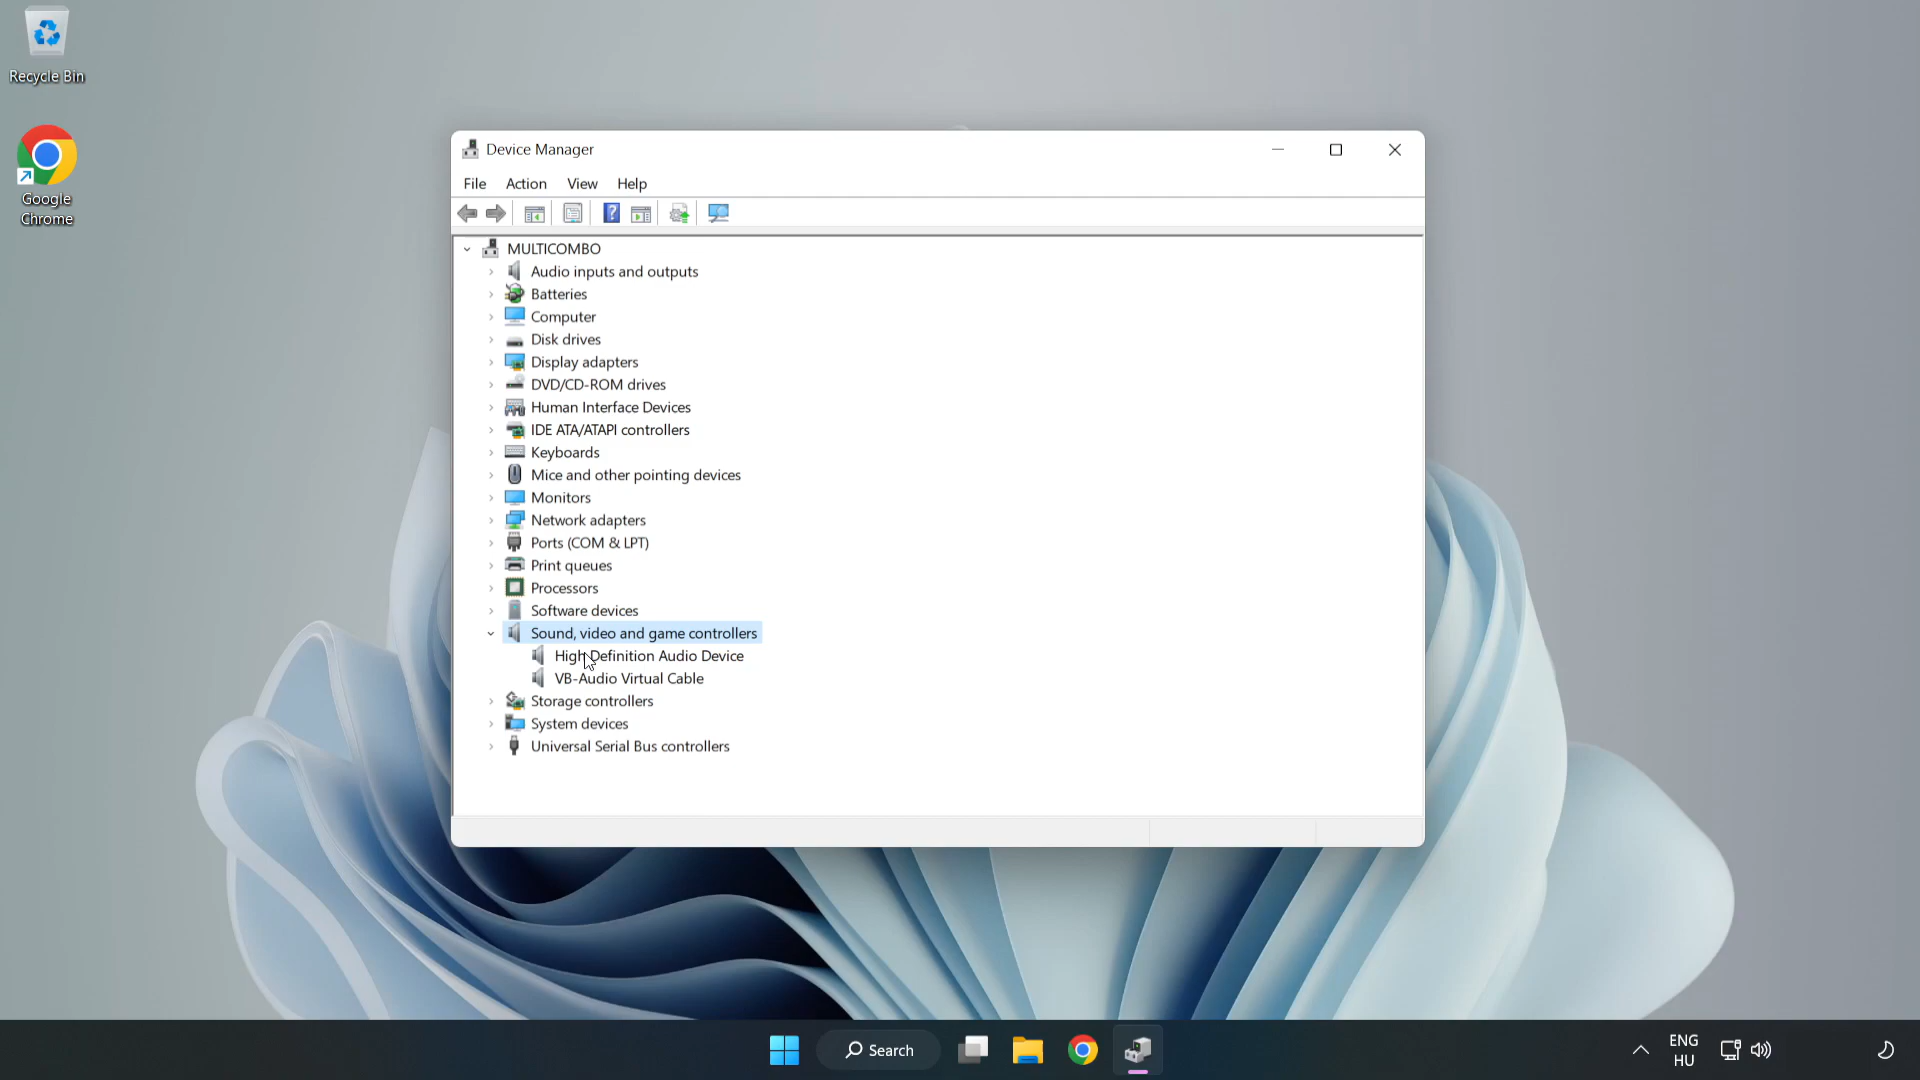 Recycle Bin
Google
Chrome
Device Manager
File Action View Help
MULTICOMBO
Audio inputs and outputs
Batteries
Computer
Disk drives
Display adapters
DVD/CD-ROM drives
Human Interface Devices
IDE ATA/ATAPI controllers
Keyboards
Mice and other pointing devices
Monitors
Network adapters
Ports (COM & LPT)
Print queues
Processors
Software devices
Sound, video and game controllers
High Definition Audio Device
VB-Audio Virtual Cable
Storage controllers
System devices
Universal Serial Bus controllers
Search
ENG
HU